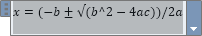 x = (−b ± √(b^2 − 4ac))/2a